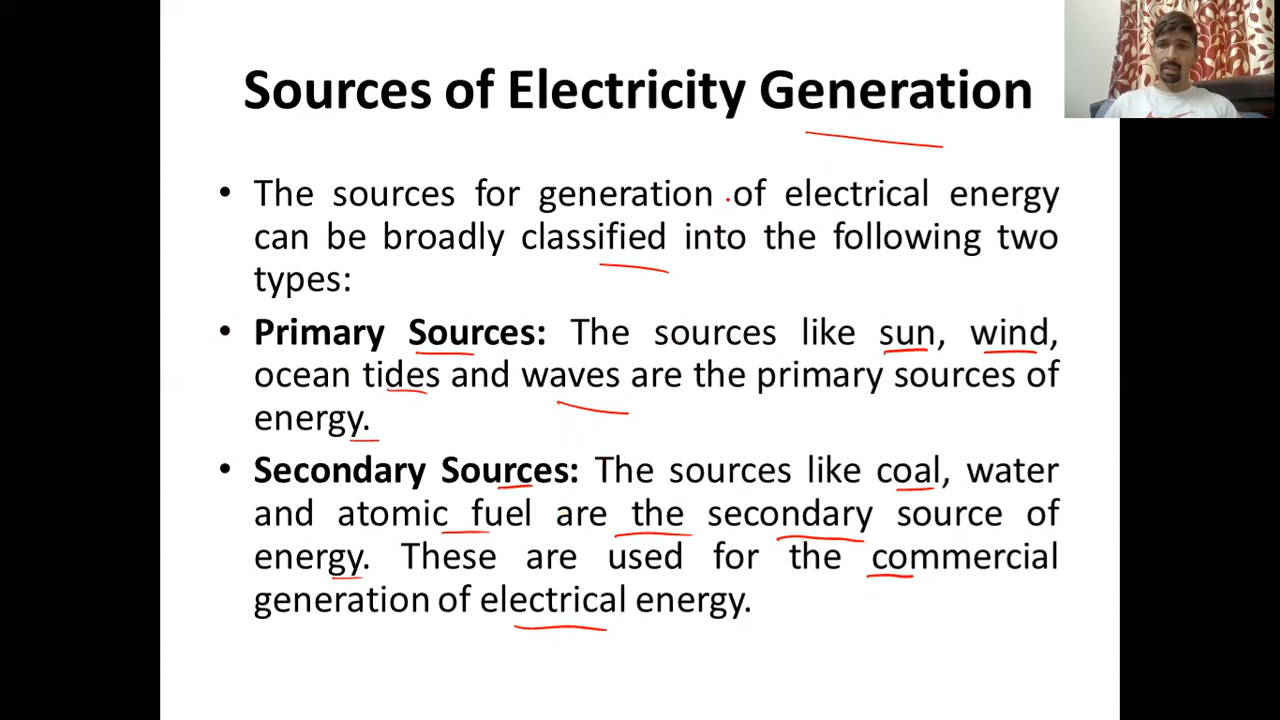 Sources of Electricity Generation
• The sources for generation of electrical energy
can be broadly classified into the following two
types:
• Primary Sources: The sources like sun, wind,
ocean tides and waves are the primary sources of
energy.
• Secondary Sources: The sources like coal, water
and atomic fuel are the secondary source of
energy. These are used for the commercial
generation of electrical energy.